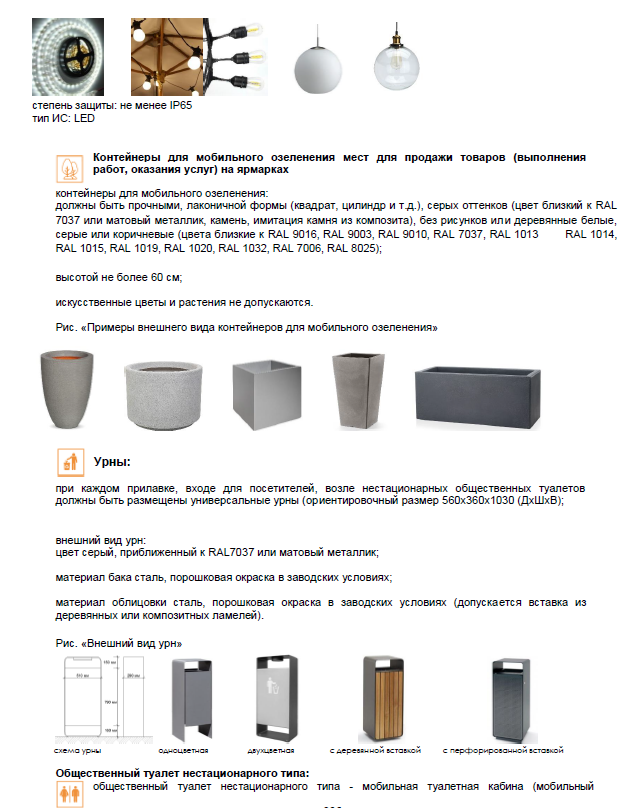 степень защиты: не менее IP65
тип ИС: LED
Контейнеры для мобильного озеленения мест для продажи товаров (выполнения
работ, оказания услуг) на ярмарках
контейнеры для мобильного озеленения:
должны быть прочными, лаконичной формы (квадрат, цилиндр и т.д.), серых оттенков (цвет близкий к RAL
7037 или матовый металлик, камень, имитация камня из композита), без рисунков или деревянные белые,
серые или коричневые (цвета близкие к RAL 9016, RAL 9003, RAL 9010, RAL 7037, RAL 1013 RAL 1014,
RAL 1015, RAL 1019, RAL 1020, RAL 1032, RAL 7006, RAL 8025);
высотой не более 60 см;
искусственные цветы и растения не допускаются.
Рис. «Примеры внешнего вида контейнеров для мобильного озеленения»
Урны:
при каждом прилавке, входе для посетителей, возле нестационарных общественных туалетов
должны быть размещены универсальные урны (ориентировочный размер 560х360х1030 (ДхШхВ);
внешний вид урн:
цвет серый, приближенный к RAL7037 или матовый металлик;
материал бака сталь, порошковая окраска в заводских условиях;
материал облицовки сталь, порошковая окраска в заводских условиях (допускается вставка из
деревянных или композитных ламелей).
Рис. «Внешний вид урн»
схема урны одноцветная двухцветная с деревянной вставкой с перфорированной вставкой
Общественный туалет нестационарного типа:
общественный туалет нестационарного типа - мобильная туалетная кабина (мобильный